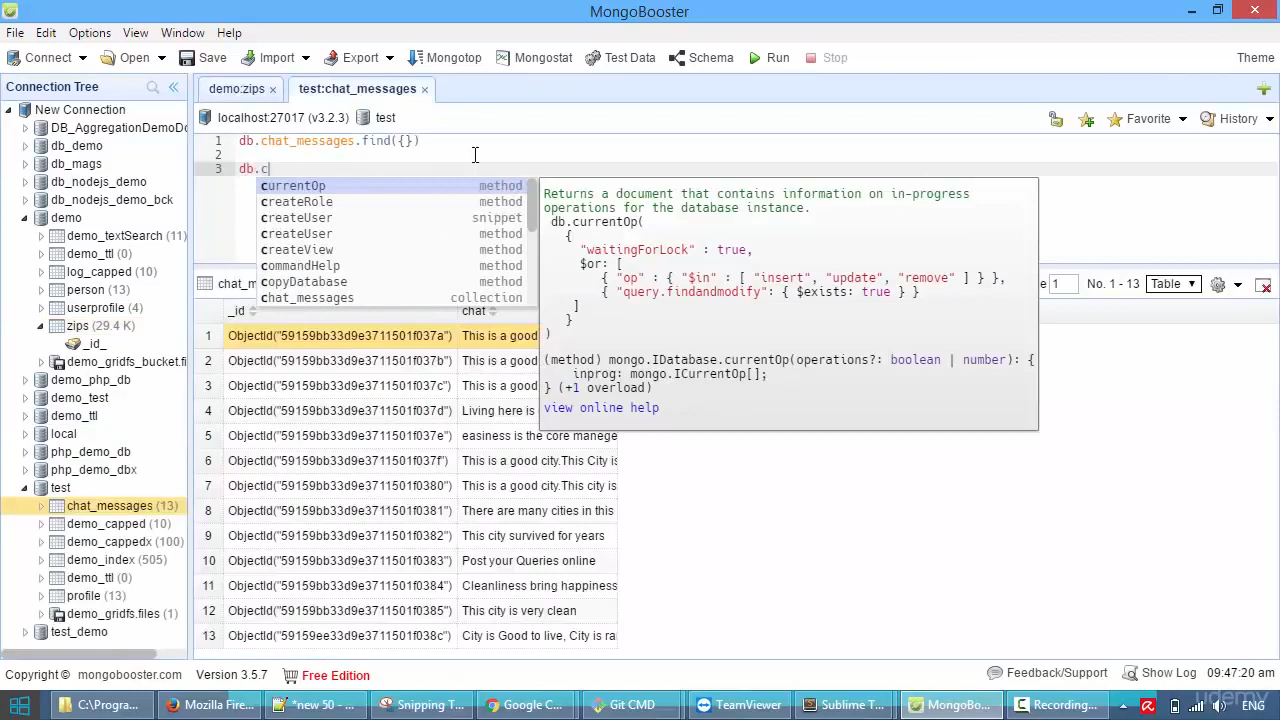 MongoBooster
File Edit Options View Window Help
Connect Open Save Import Export Mongotop Mongostat Test Data Schema Run Stop Theme
Connection Tree
demo:zips × test:chat_messages ×
New Connection
localhost:27017 (v3.2.3) test Favorite History
DB_AggregationDemoDo
db_demo
db_mags
db_nodejs_demo
db_nodejs_demo_bck
demo
demo_textSearch (11)
demo_ttl (0)
log_capped (10)
person (13)
userprofile (4)
zips (29.4 K)
_id_
demo_gridfs_bucket.fi
demo_php_db
demo_test
demo_ttl
local
php_demo_db
php_demo_dbx
test
chat_messages (13)
demo_capped (10)
demo_cappedx (100)
demo_index (505)
demo_ttl (0)
profile (13)
demo_gridfs.files (1)
test_demo
1 db.chat_messages.find({})
2
3 db.c
currentOp method
createRole method
createUser snippet
createUser method
createView method
commandHelp method
copyDatabase method
chat_messages collection
Returns a document that contains information on in-progress
operations for the database instance.
db.currentOp(
{
"waitingForLock" : true,
$or: [
{ "op" : { "$in" : [ "insert", "update", "remove" ] } },
{ "query.findandmodify": { $exists: true } }
]
}
)
(method) mongo.IDatabase.currentOp(operations?: boolean | number): {
inprog: mongo.ICurrentOp[];
} (+1 overload)
view online help
chat_m 1 No. 1 - 13 Table
_id chat
1 ObjectId("59159bb33d9e3711501f037a") This is a good
2 ObjectId("59159bb33d9e3711501f037b") This is a good
3 ObjectId("59159bb33d9e3711501f037c") This is a good
4 ObjectId("59159bb33d9e3711501f037d") Living here is
5 ObjectId("59159bb33d9e3711501f037e") easiness is the core manege
6 ObjectId("59159bb33d9e3711501f037f") This is a good city.This City is
7 ObjectId("59159bb33d9e3711501f0380") This is a good city.This city is
8 ObjectId("59159bb33d9e3711501f0381") There are many cities in this
9 ObjectId("59159bb33d9e3711501f0382") This city survived for years
10 ObjectId("59159bb33d9e3711501f0383") Post your Queries online
11 ObjectId("59159bb33d9e3711501f0384") Cleanliness bring happiness
12 ObjectId("59159bb33d9e3711501f0385") This city is very clean
13 ObjectId("59159ee33d9e3711501f038c") City is Good to live, City is ra
Copyright © mongobooster.com Version 3.5.7 Free Edition Feedback/Support Show Log 09:47:20 am
C:\Progra... Mozilla Fire... *new 50 - ... Snipping T... Google C... Git CMD TeamViewer Sublime T... MongoBo... Recording... ENG
udemy